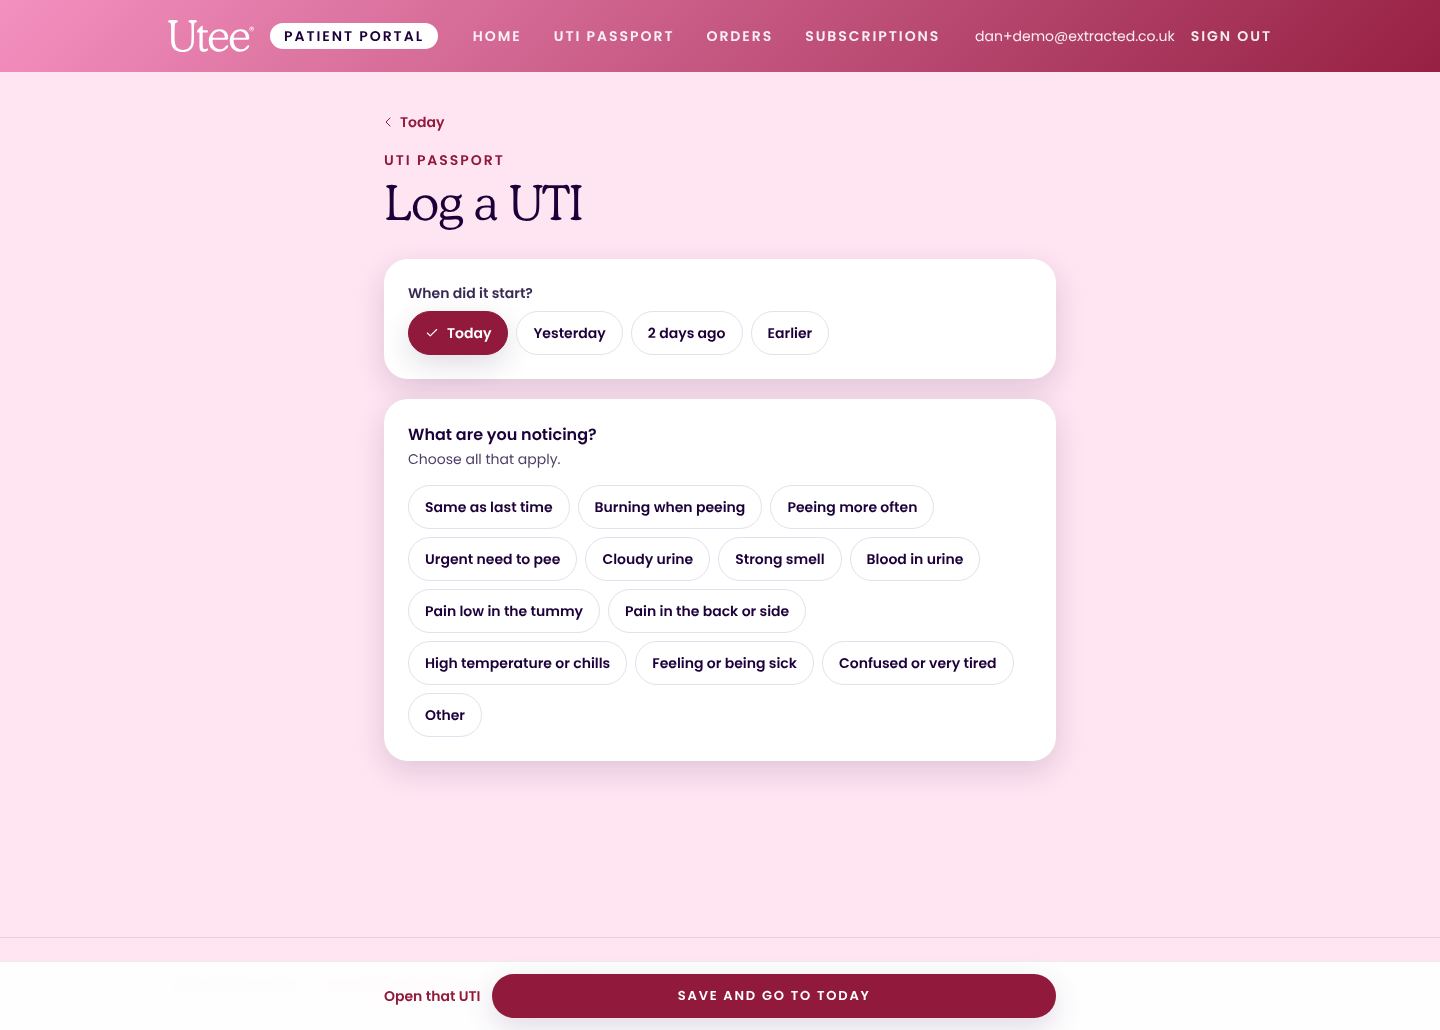 Utee®
PATIENT PORTAL
HOME
UTI PASSPORT
ORDERS
SUBSCRIPTIONS
dan+demo@extracted.co.uk
SIGN OUT
Today
UTI PASSPORT
Log a UTI
When did it start?
Today
Yesterday
2 days ago
Earlier
What are you noticing?
Choose all that apply.
Same as last time
Burning when peeing
Peeing more often
Urgent need to pee
Cloudy urine
Strong smell
Blood in urine
Pain low in the tummy
Pain in the back or side
High temperature or chills
Feeling or being sick
Confused or very tired
Other
Open that UTI
SAVE AND GO TO TODAY